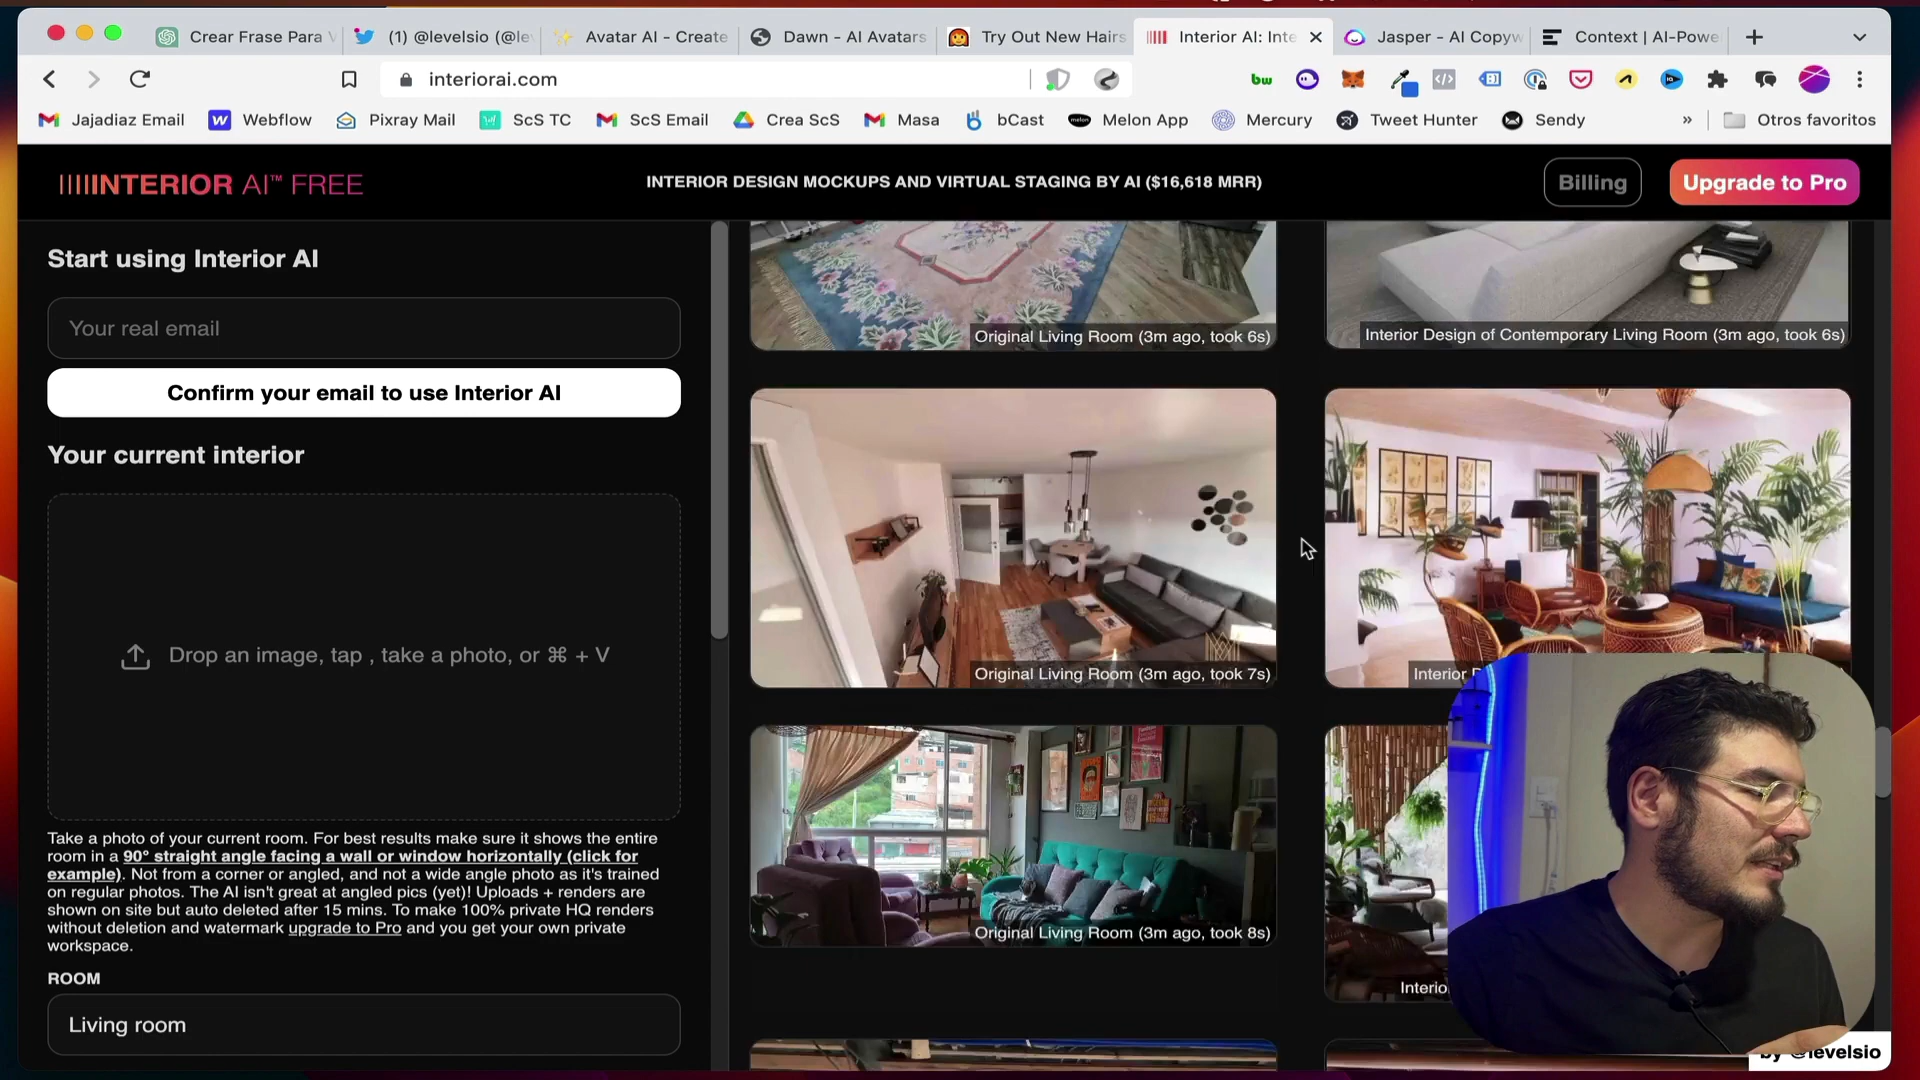 Crear Frase Para V
(1) @levelsio (@le
Avatar AI - Create
Dawn - AI Avatars
Try Out New Hairs
Interior AI: Inte
Jasper - AI Copyw
Context | AI-Powe
interiorai.com
bw
Jajadiaz Email
Webflow
Pixray Mail
ScS TC
ScS Email
Crea ScS
Masa
bCast
Melon App
Mercury
Tweet Hunter
Sendy
»
Otros favoritos
INTERIOR AI™ FREE
INTERIOR DESIGN MOCKUPS AND VIRTUAL STAGING BY AI ($16,618 MRR)
Billing
Upgrade to Pro
Start using Interior AI
Your real email
Confirm your email to use Interior AI
Your current interior
Drop an image, tap , take a photo, or ⌘ + V
Take a photo of your current room. For best results make sure it shows the entire
room in a 90° straight angle facing a wall or window horizontally (click for
example). Not from a corner or angled, and not a wide angle photo as it's trained
on regular photos. The AI isn't great at angled pics (yet)! Uploads + renders are
shown on site but auto deleted after 15 mins. To make 100% private HQ renders
without deletion and watermark upgrade to Pro and you get your own private
workspace.
ROOM
Living room
Original Living Room (3m ago, took 6s)
Interior Design of Contemporary Living Room (3m ago, took 6s)
Original Living Room (3m ago, took 7s)
Interior
Original Living Room (3m ago, took 8s)
Interio
by @levelsio